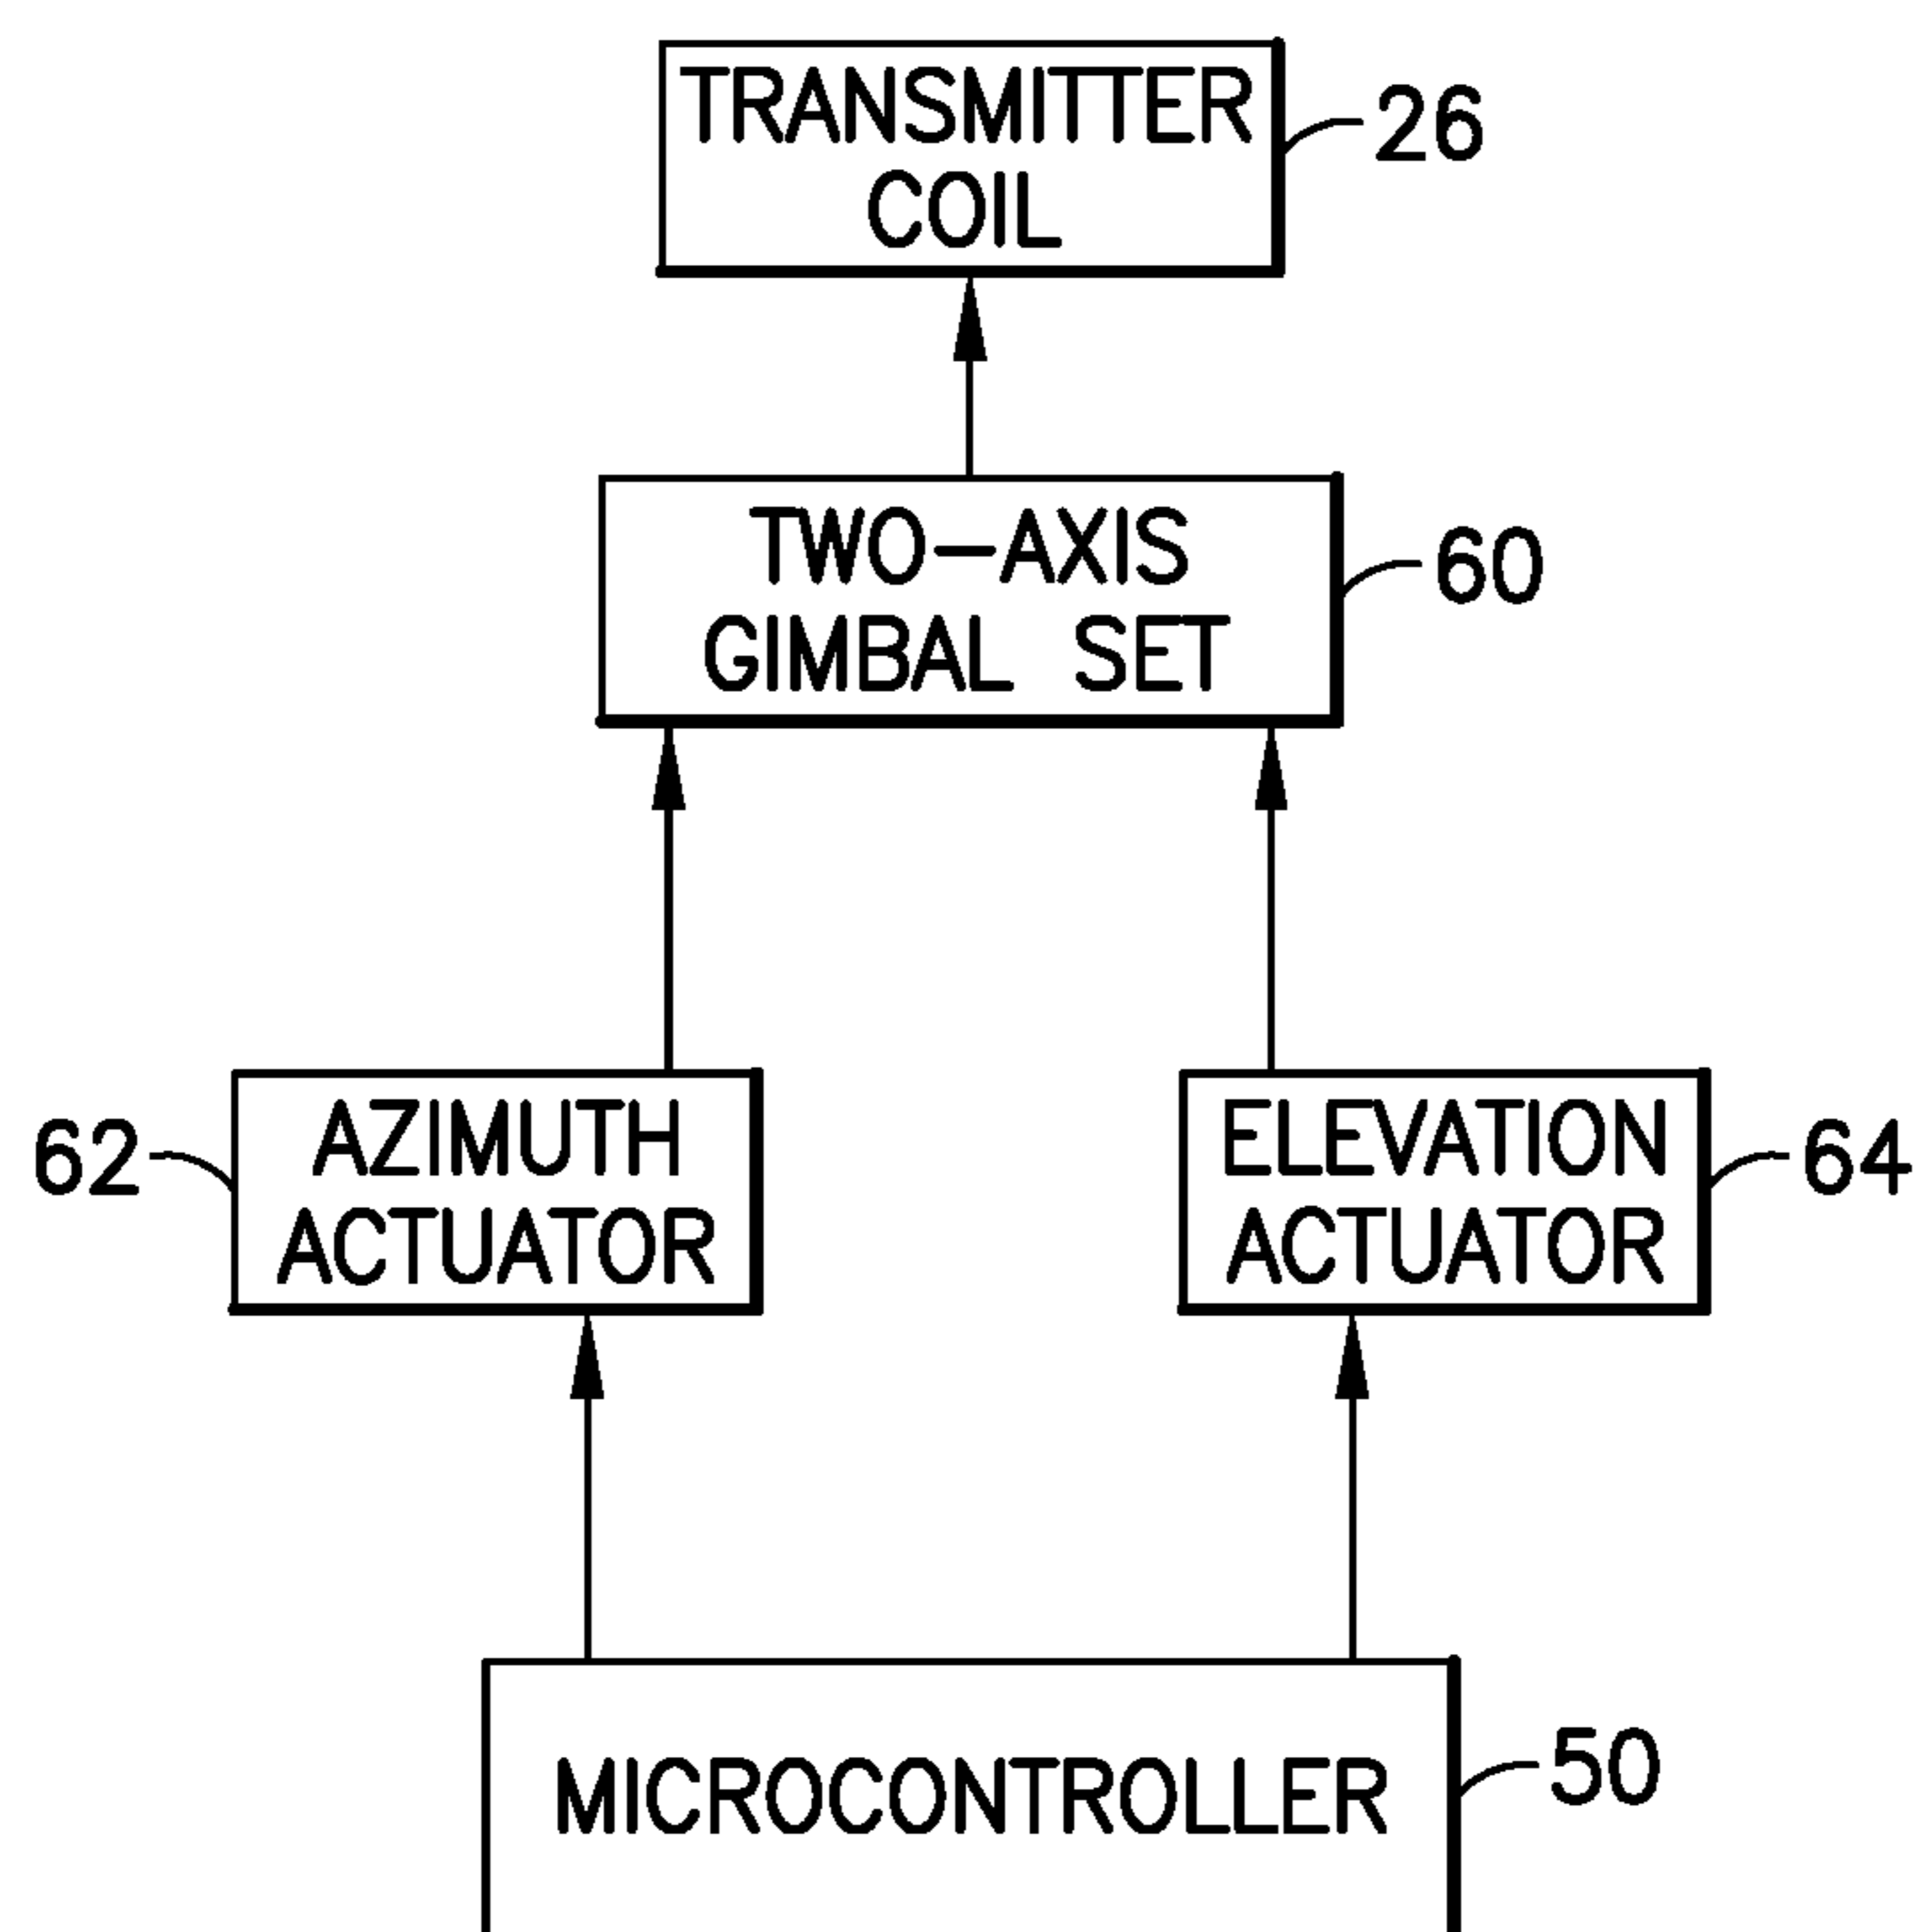 TRANSMITTER
COIL
26
TWO-AXIS
GIMBAL SET
60
62
AZIMUTH
ACTUATOR
ELEVATION
ACTUATOR
64
MICROCONTROLLER
50